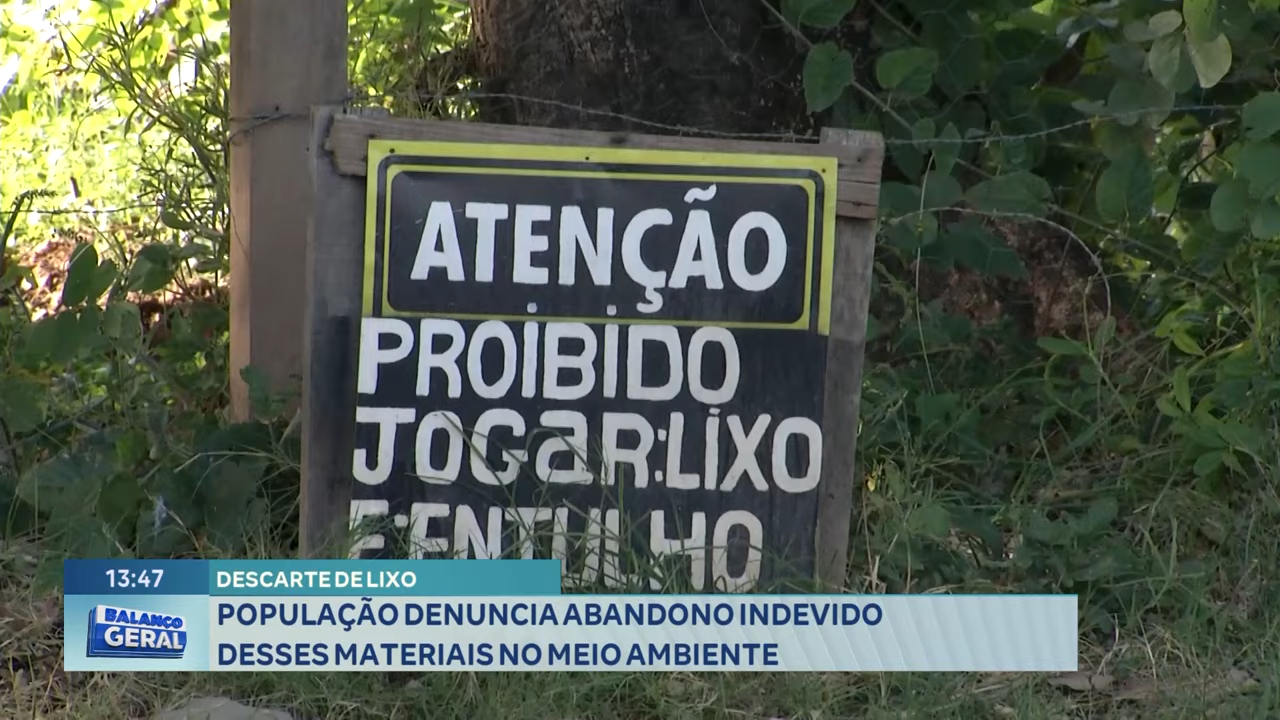 ATENÇÃO
PROIBIDO
JOGAR:LIXO
E:ENTULHO
13:47
DESCARTE DE LIXO
BALANÇO
GERAL
POPULAÇÃO DENUNCIA ABANDONO INDEVIDO
DESSES MATERIAIS NO MEIO AMBIENTE